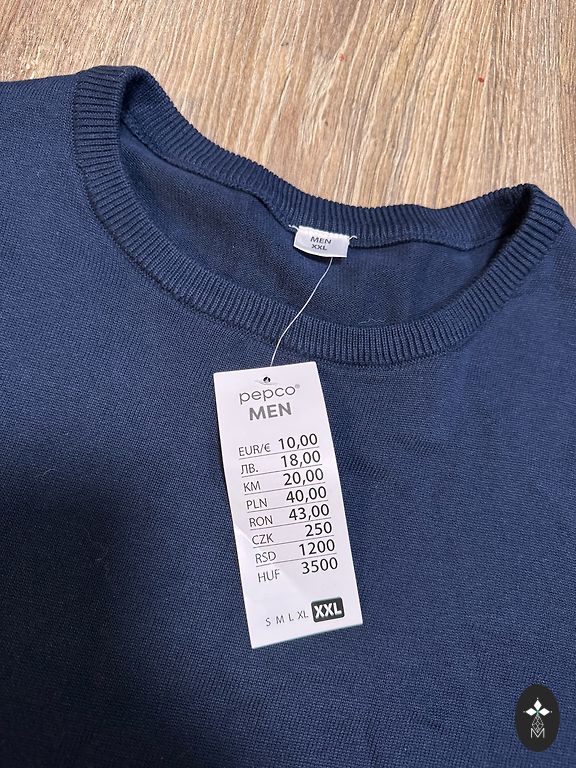 MEN
XXL
pepco®
MEN
EUR/€ 10,00
ЛВ. 18,00
KM 20,00
PLN 40,00
RON 43,00
CZK 250
RSD 1200
HUF 3500
S M L XL XXL
M